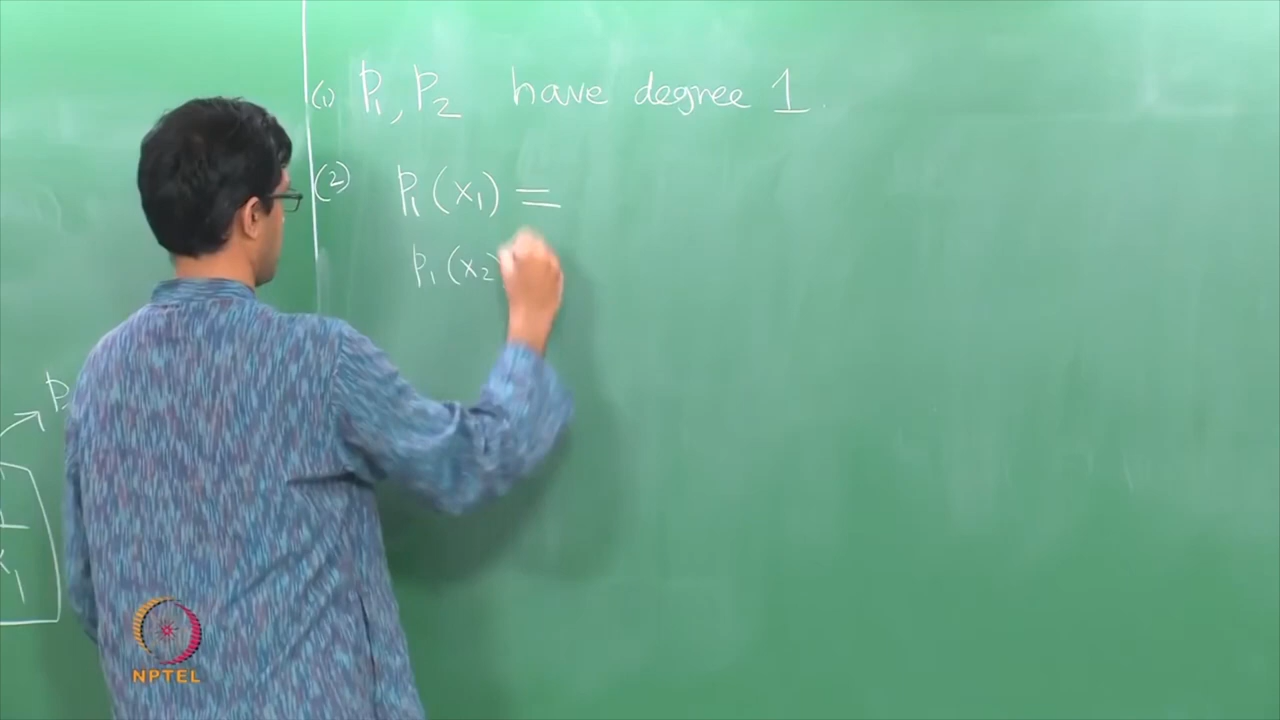 (1) P₁, P₂ have degree 1.
(2) P₁(x₁) =
P₁(x₂)
NPTEL